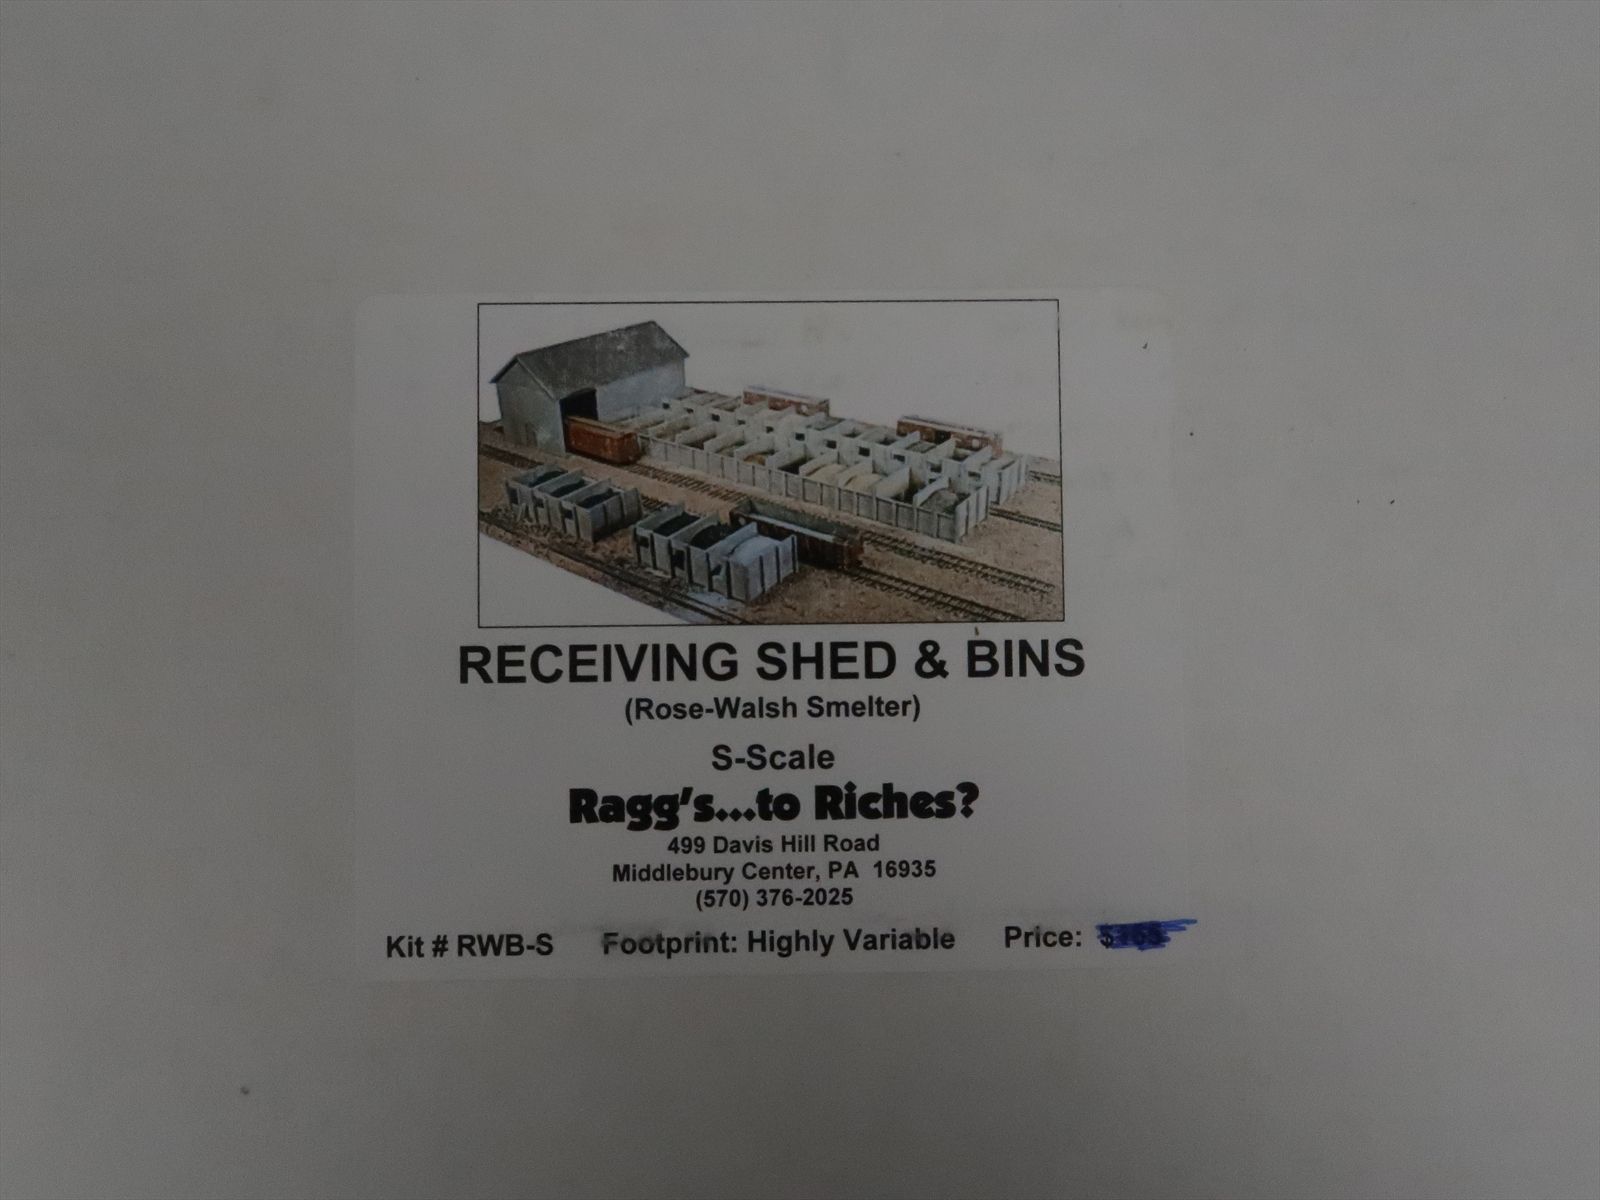 RECEIVING SHED & BINS
(Rose-Walsh Smelter)
S-Scale
Ragg's...to Riches?
499 Davis Hill Road
Middlebury Center, PA 16935
(570) 376-2025
Kit # RWB-S Footprint: Highly Variable Price: